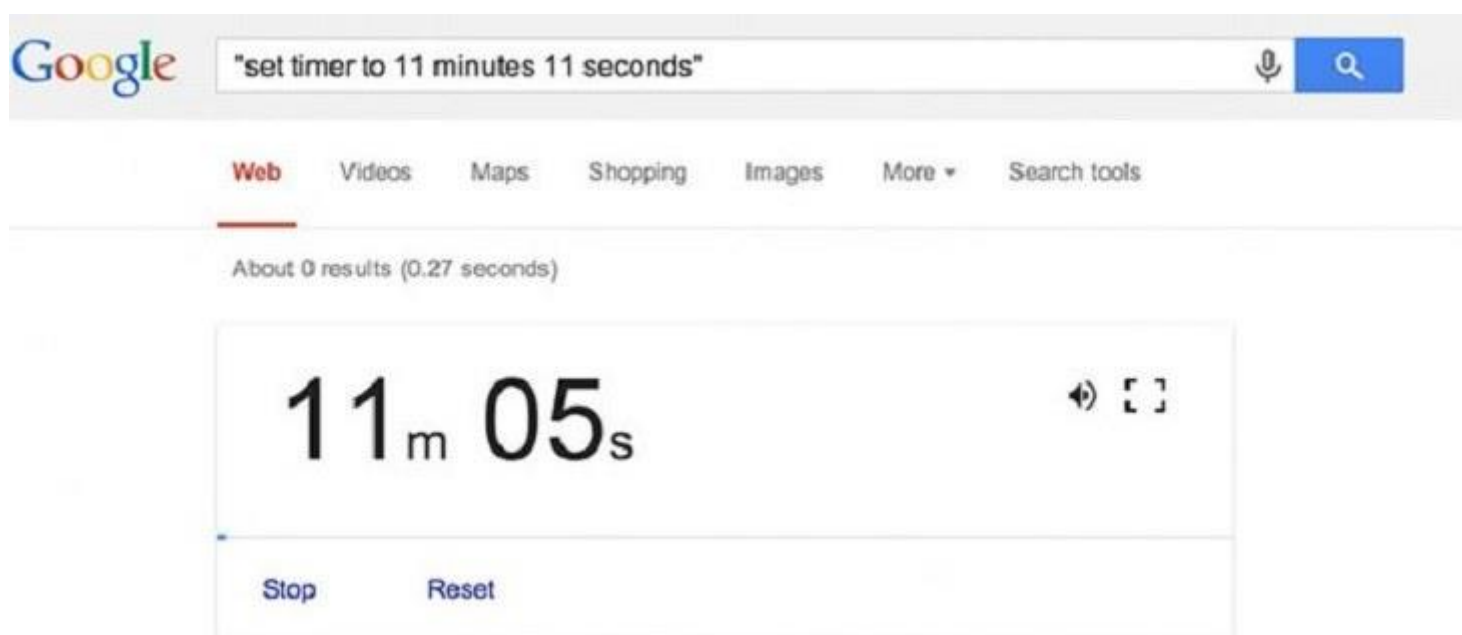 Google "set timer to 11 minutes 11 seconds"
Web Videos Maps Shopping Images More Search tools
About 0 results (0.27 seconds)
11m 05s
Stop Reset